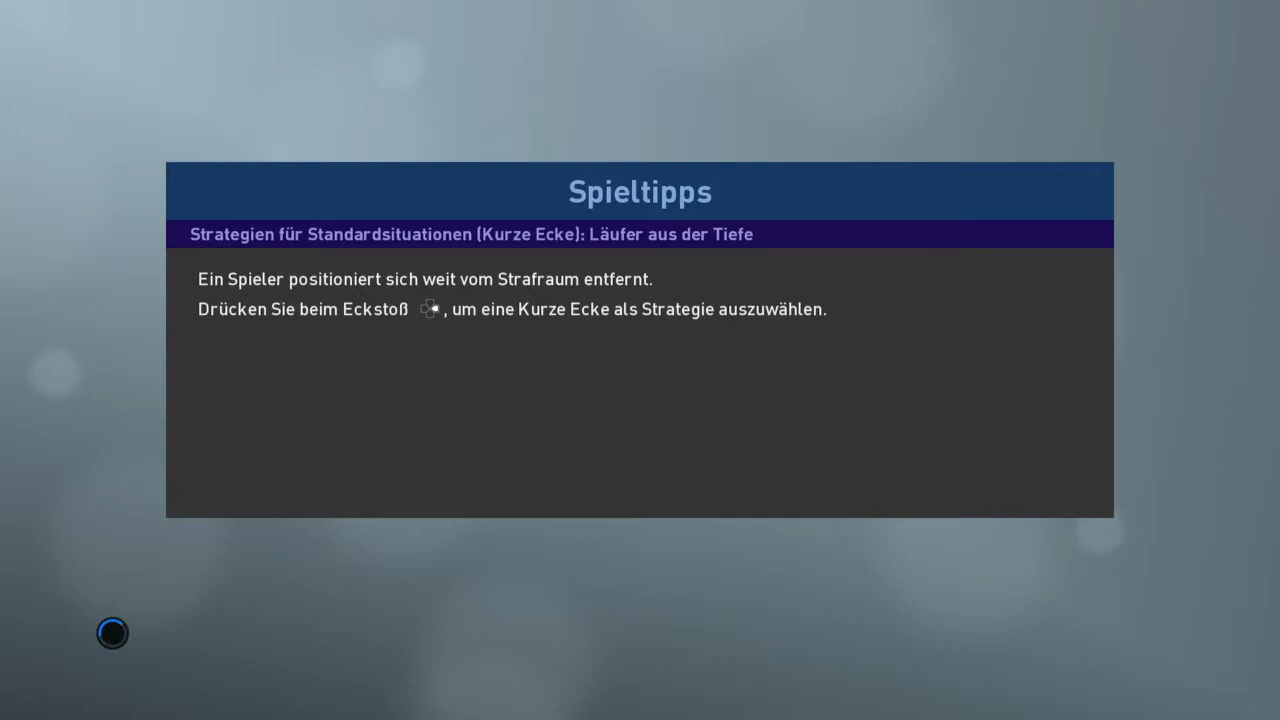 Spieltipps
Strategien für Standardsituationen (Kurze Ecke): Läufer aus der Tiefe
Ein Spieler positioniert sich weit vom Strafraum entfernt.
Drücken Sie beim Eckstoß , um eine Kurze Ecke als Strategie auszuwählen.